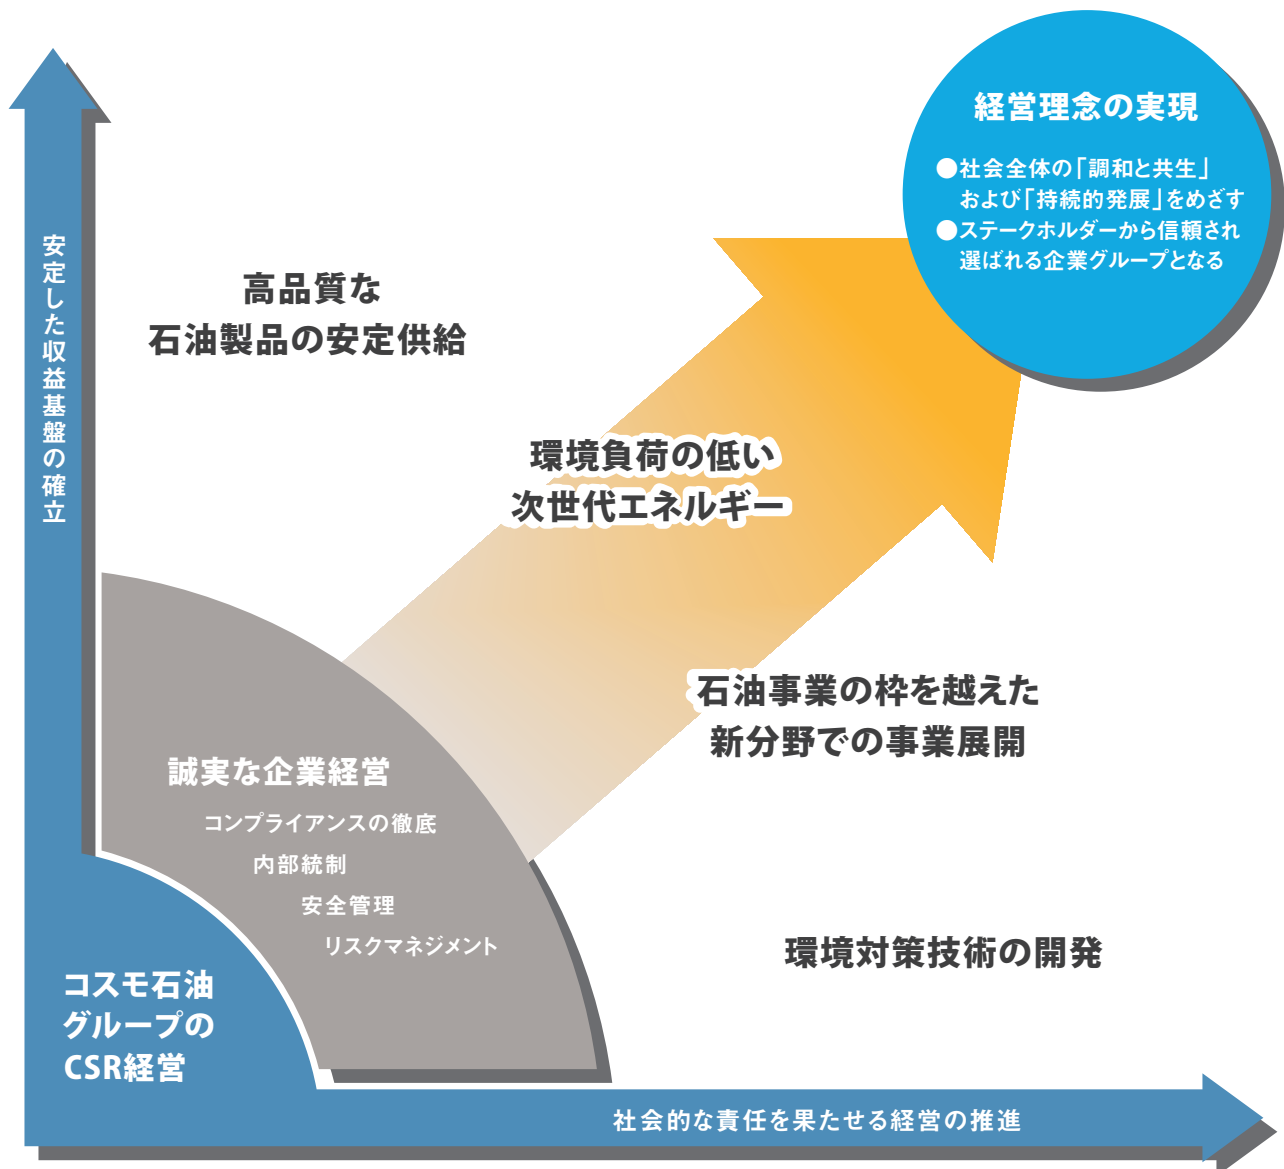 経営理念の実現
●社会全体の「調和と共生」
および「持続的発展」をめざす
●ステークホルダーから信頼され
選ばれる企業グループとなる
安定した収益基盤の確立
高品質な
石油製品の安定供給
環境負荷の低い
次世代エネルギー
石油事業の枠を越えた
新分野での事業展開
誠実な企業経営
コンプライアンスの徹底
内部統制
安全管理
リスクマネジメント
環境対策技術の開発
コスモ石油
グループの
CSR経営
社会的な責任を果たせる経営の推進